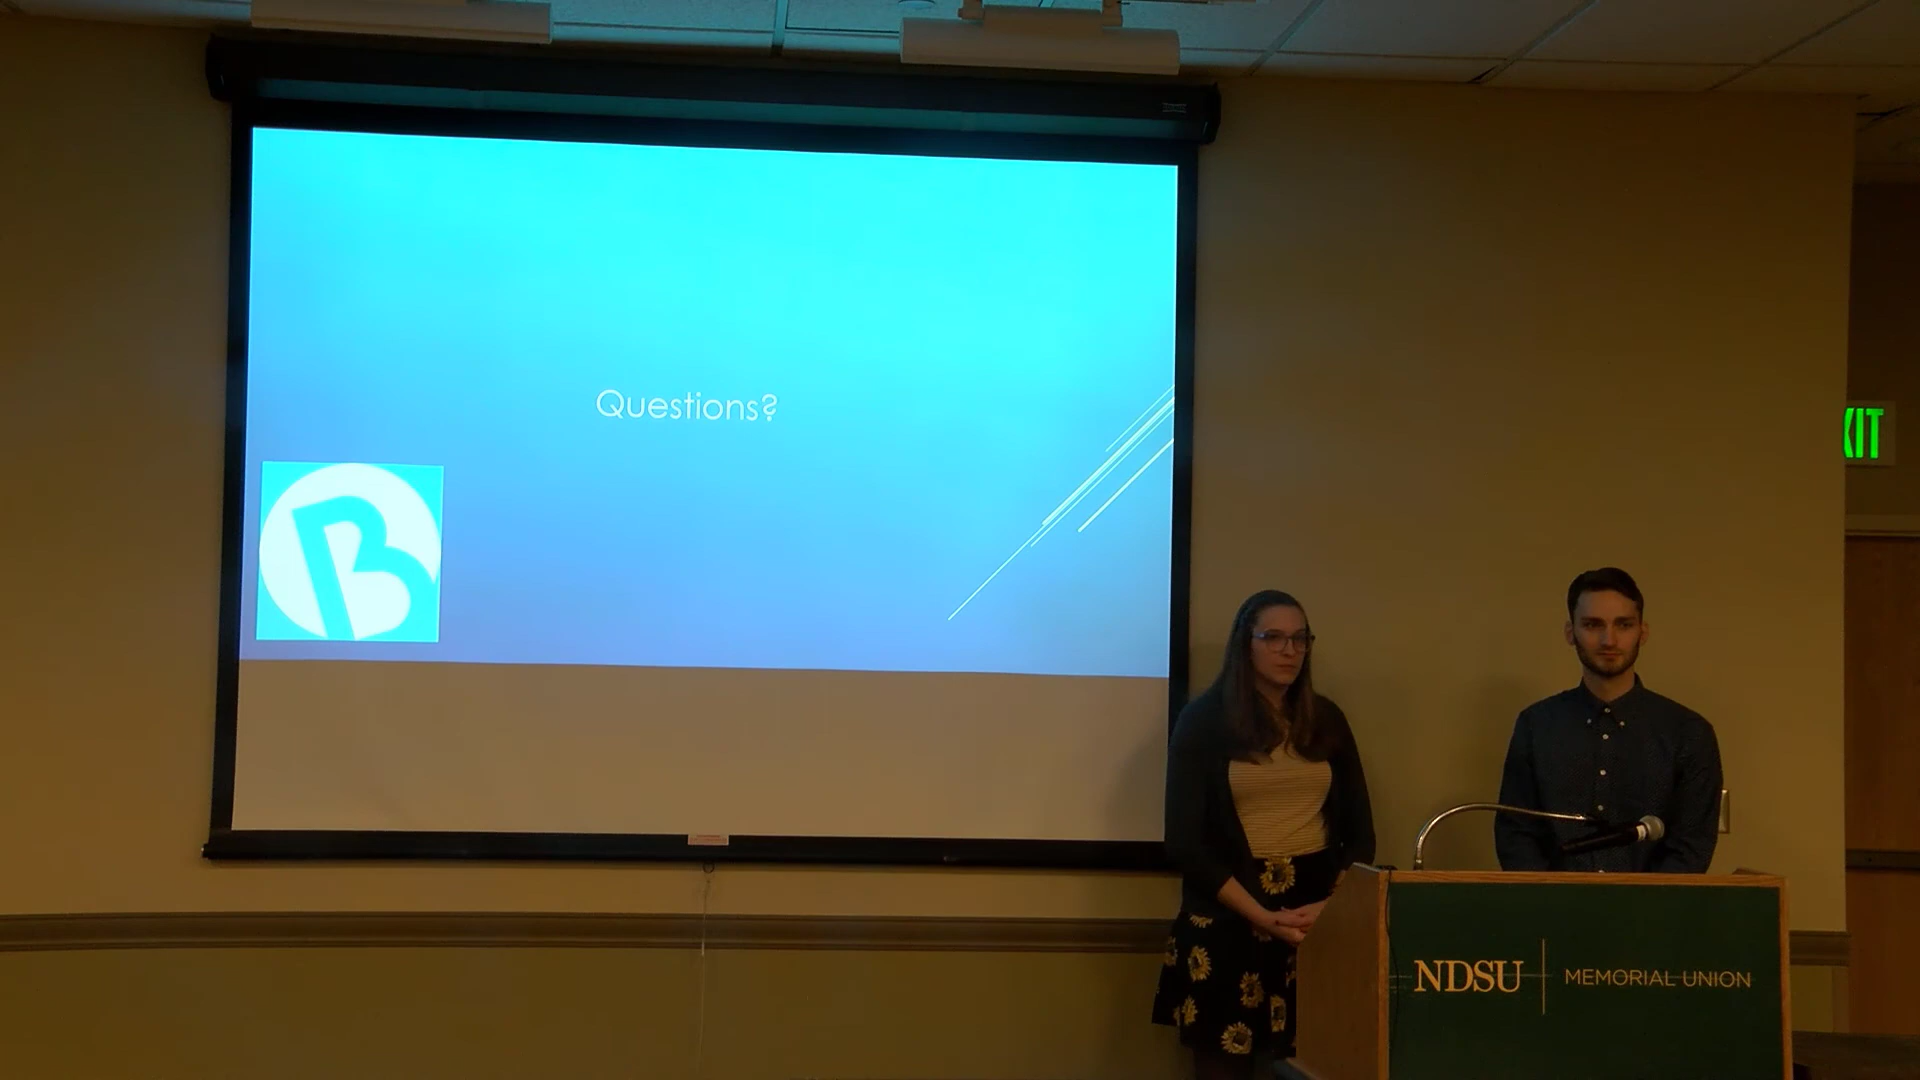 Questions?
B
XIT
NDSU | MEMORIAL UNION